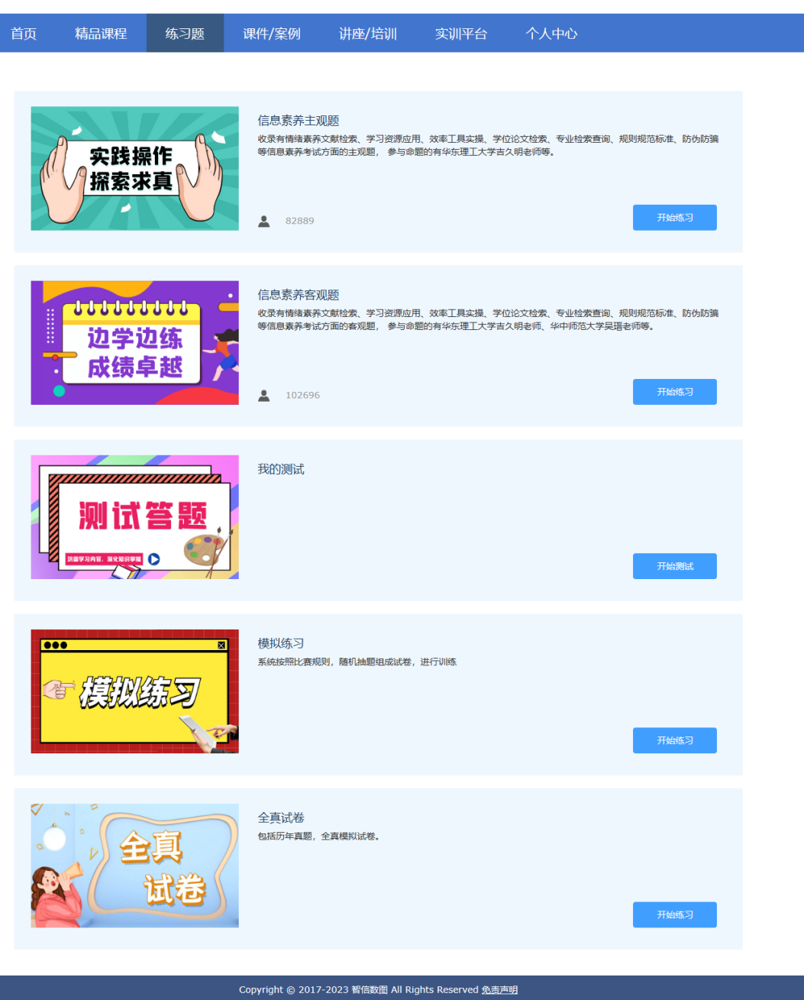 首页 精品课程 练习题 课件/案例 讲座/培训 实训平台 个人中心
实践操作
探索求真
信息素养主观题
收录有情绪素养文献检索、学习资源应用、效率工具实操、学位论文检索、专业检索查询、规则规范标准、防伪防骗
等信息素养考试方面的主观题， 参与命题的有华东理工大学吉久明老师等。
82889
开始练习
边学边练
成绩卓越
信息素养客观题
收录有情绪素养文献检索、学习资源应用、效率工具实操、学位论文检索、专业检索查询、规则规范标准、防伪防骗
等信息素养考试方面的客观题， 参与命题的有华东理工大学吉久明老师、华中师范大学吴瑨老师等。
102696
开始练习
测试答题
巩固学习内容，深化知识掌握
我的测试
开始测试
模拟练习
模拟练习
系统按照比赛规则，随机抽题组成试卷，进行训练
开始练习
全真
试卷
全真试卷
包括历年真题，全真模拟试卷。
开始练习
Copyright © 2017-2023 智信数图 All Rights Reserved 免责声明